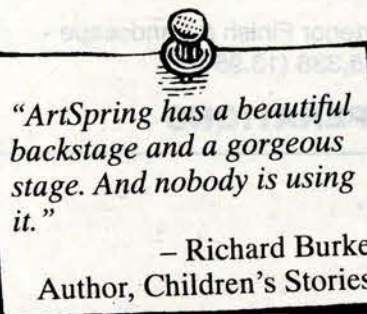 "ArtSpring has a beautiful
backstage and a gorgeous
stage. And nobody is using
it."
– Richard Burke
Author, Children's Stories